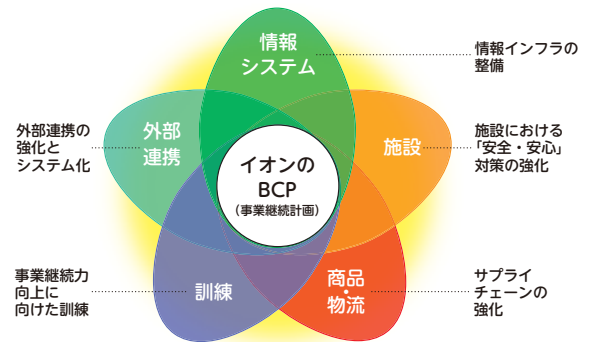 情報
システム
情報インフラの
整備
外部連携の
強化と
システム化
外部
連携
施設
施設における
「安全・安心」
対策の強化
イオンの
BCP
（事業継続計画）
事業継続力
向上に
向けた訓練
訓練
商品
・
物流
サプライ
チェーンの
強化